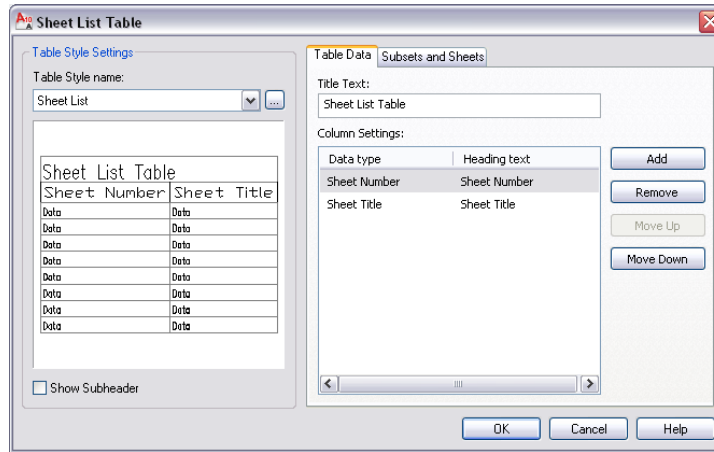 Sheet List Table
Table Style Settings
Table Style name:
Sheet List
...
Sheet List Table
Sheet Number Sheet Title
Data Data
Data Data
Data Data
Data Data
Data Data
Data Data
Data Data
Data Data
Show Subheader
Table Data Subsets and Sheets
Title Text:
Sheet List Table
Column Settings:
Data type Heading text
Sheet Number Sheet Number
Sheet Title Sheet Title
Add
Remove
Move Up
Move Down
OK Cancel Help